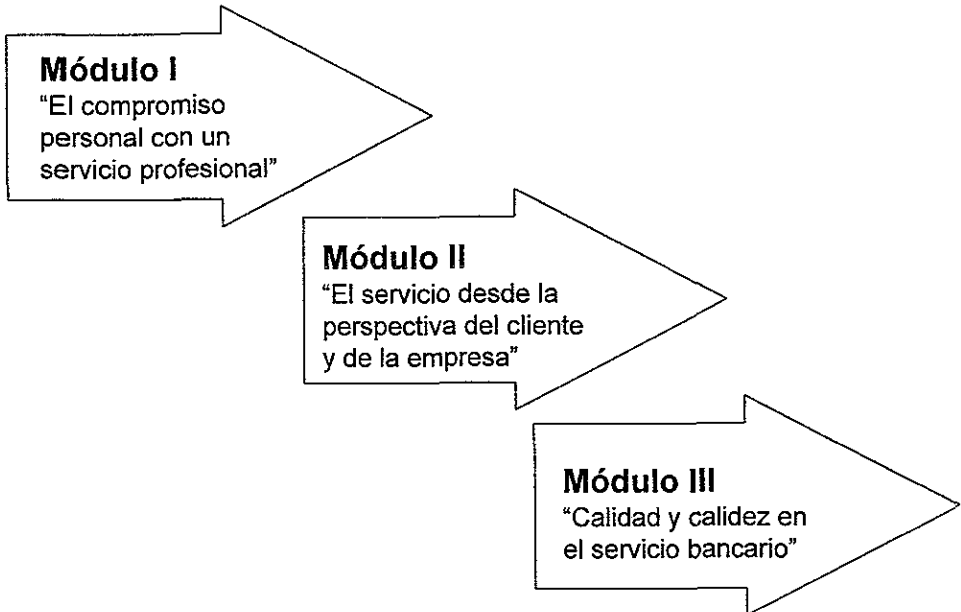 Módulo I
“El compromiso
personal con un
servicio profesional”
Módulo II
“El servicio desde la
perspectiva del cliente
y de la empresa”
Módulo III
“Calidad y calidez en
el servicio bancario”